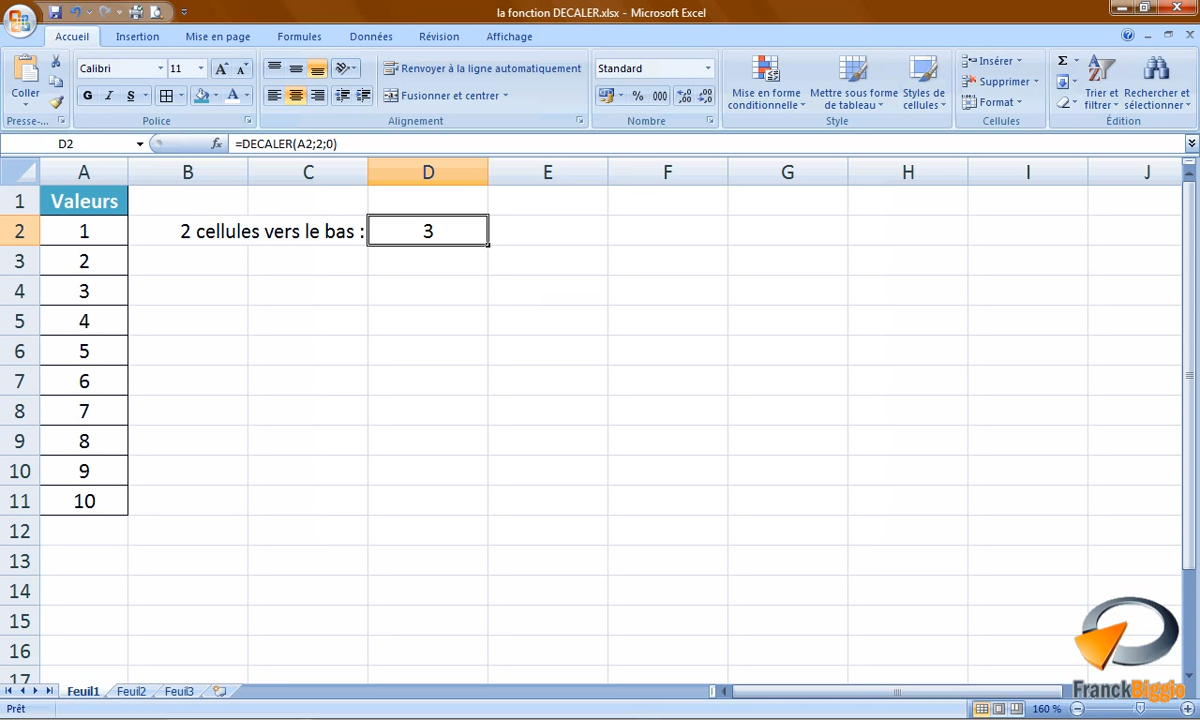 la fonction DECALER.xlsx - Microsoft Excel
Accueil Insertion Mise en page Formules Données Révision Affichage
Coller
Presse-...
Calibri 11
G I S
Police
Renvoyer à la ligne automatiquement
Fusionner et centrer
Alignement
Standard
% 000
Nombre
Mise en forme conditionnelle
Mettre sous forme de tableau
Styles de cellules
Style
Insérer
Supprimer
Format
Cellules
Trier et filtrer
Rechercher et sélectionner
Édition
D2 fx =DECALER(A2;2;0)
A B C D E F G H I J
1 Valeurs
2 1 2 cellules vers le bas : 3
3 2
4 3
5 4
6 5
7 6
8 7
9 8
10 9
11 10
12
13
14
15
16
17
FranckBiggio
Feuil1 Feuil2 Feuil3
Prêt 160 %